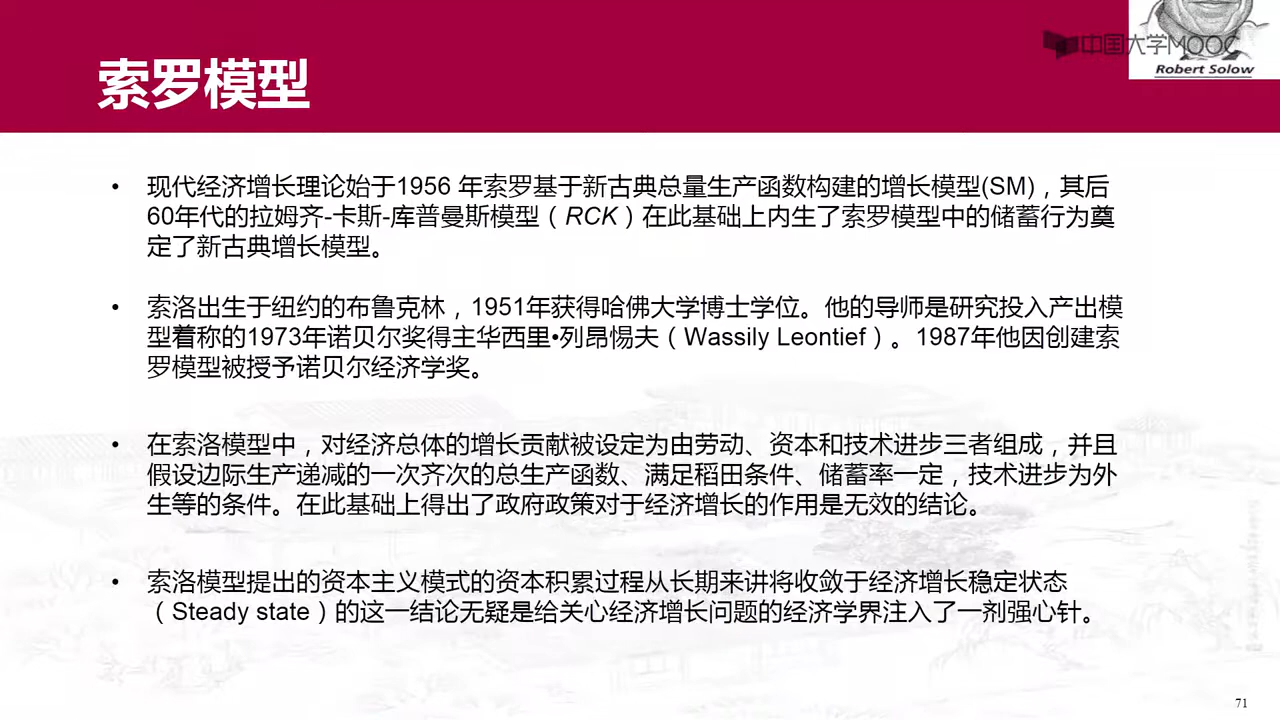 中国大学MOOC
Robert Solow
索罗模型
• 现代经济增长理论始于1956 年索罗基于新古典总量生产函数构建的增长模型(SM)，其后
60年代的拉姆齐-卡斯-库普曼斯模型（RCK）在此基础上内生了索罗模型中的储蓄行为奠
定了新古典增长模型。
• 索洛出生于纽约的布鲁克林，1951年获得哈佛大学博士学位。他的导师是研究投入产出模
型着称的1973年诺贝尔奖得主华西里•列昂惕夫（Wassily Leontief）。1987年他因创建索
罗模型被授予诺贝尔经济学奖。
• 在索洛模型中，对经济总体的增长贡献被设定为由劳动、资本和技术进步三者组成，并且
假设边际生产递减的一次齐次的总生产函数、满足稻田条件、储蓄率一定，技术进步为外
生等的条件。在此基础上得出了政府政策对于经济增长的作用是无效的结论。
• 索洛模型提出的资本主义模式的资本积累过程从长期来讲将收敛于经济增长稳定状态
（Steady state）的这一结论无疑是给关心经济增长问题的经济学界注入了一剂强心针。
71